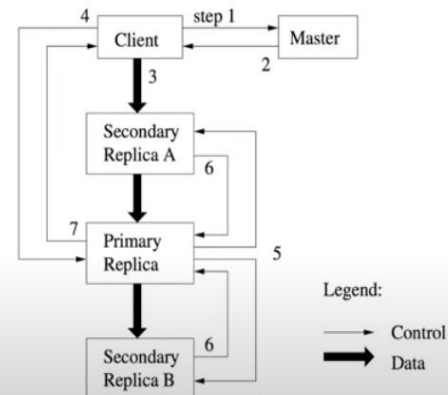 4
step 1
Client
Master
2
3
Secondary
Replica A
6
7
Primary
Replica
5
Legend:
Control
Data
6
Secondary
Replica B